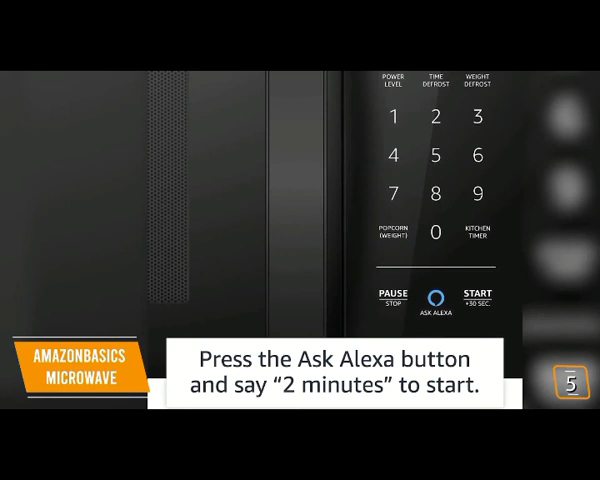 POWER LEVEL
TIME DEFROST
WEIGHT DEFROST
1 2 3
4 5 6
7 8 9
POPCORN (WEIGHT)
0
KITCHEN TIMER
PAUSE
STOP
ASK ALEXA
START
+30 SEC.
AMAZONBASICS
MICROWAVE
Press the Ask Alexa button
and say “2 minutes” to start.
5